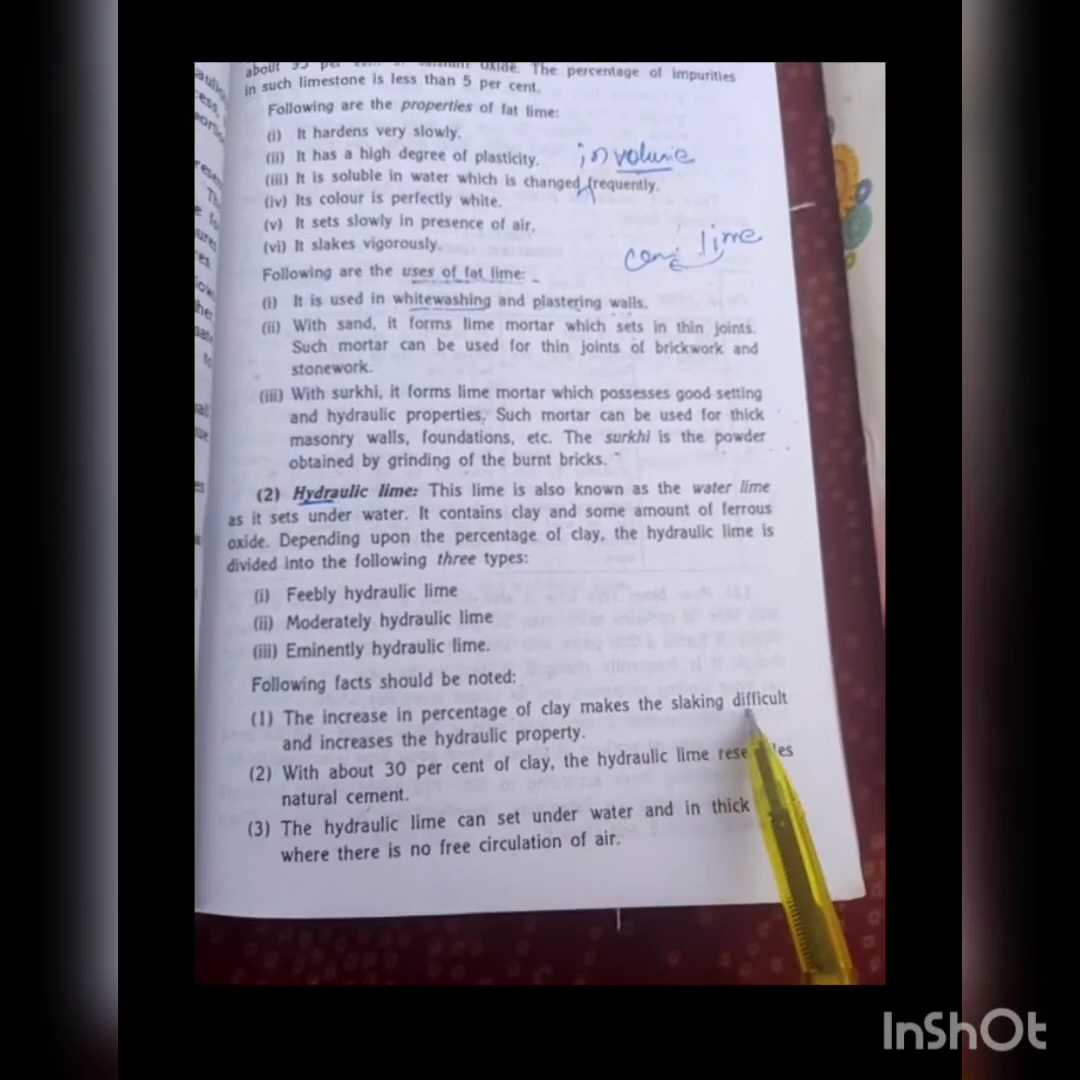 about 95 per cent of calcium oxide. The percentage of impurities
in such limestone is less than 5 per cent.
Following are the properties of fat lime:
(i) It hardens very slowly.
(ii) It has a high degree of plasticity.
in volume
(iii) It is soluble in water which is changed frequently.
(iv) Its colour is perfectly white.
(v) It sets slowly in presence of air.
(vi) It slakes vigorously.
lime
Following are the uses of fat lime:
(i) It is used in whitewashing and plastering walls.
(ii) With sand, it forms lime mortar which sets in thin joints.
Such mortar can be used for thin joints of brickwork and
stonework.
(iii) With surkhi, it forms lime mortar which possesses good setting
and hydraulic properties. Such mortar can be used for thick
masonry walls, foundations, etc. The surkhi is the powder
obtained by grinding of the burnt bricks.
(2) Hydraulic lime: This lime is also known as the water lime
as it sets under water. It contains clay and some amount of ferrous
oxide. Depending upon the percentage of clay, the hydraulic lime is
divided into the following three types:
(i) Feebly hydraulic lime
(ii) Moderately hydraulic lime
(iii) Eminently hydraulic lime.
Following facts should be noted:
(1) The increase in percentage of clay makes the slaking difficult
and increases the hydraulic property.
(2) With about 30 per cent of clay, the hydraulic lime
natural cement.
(3) The hydraulic lime can set under water and in thick
where there is no free circulation of air.
InShOt